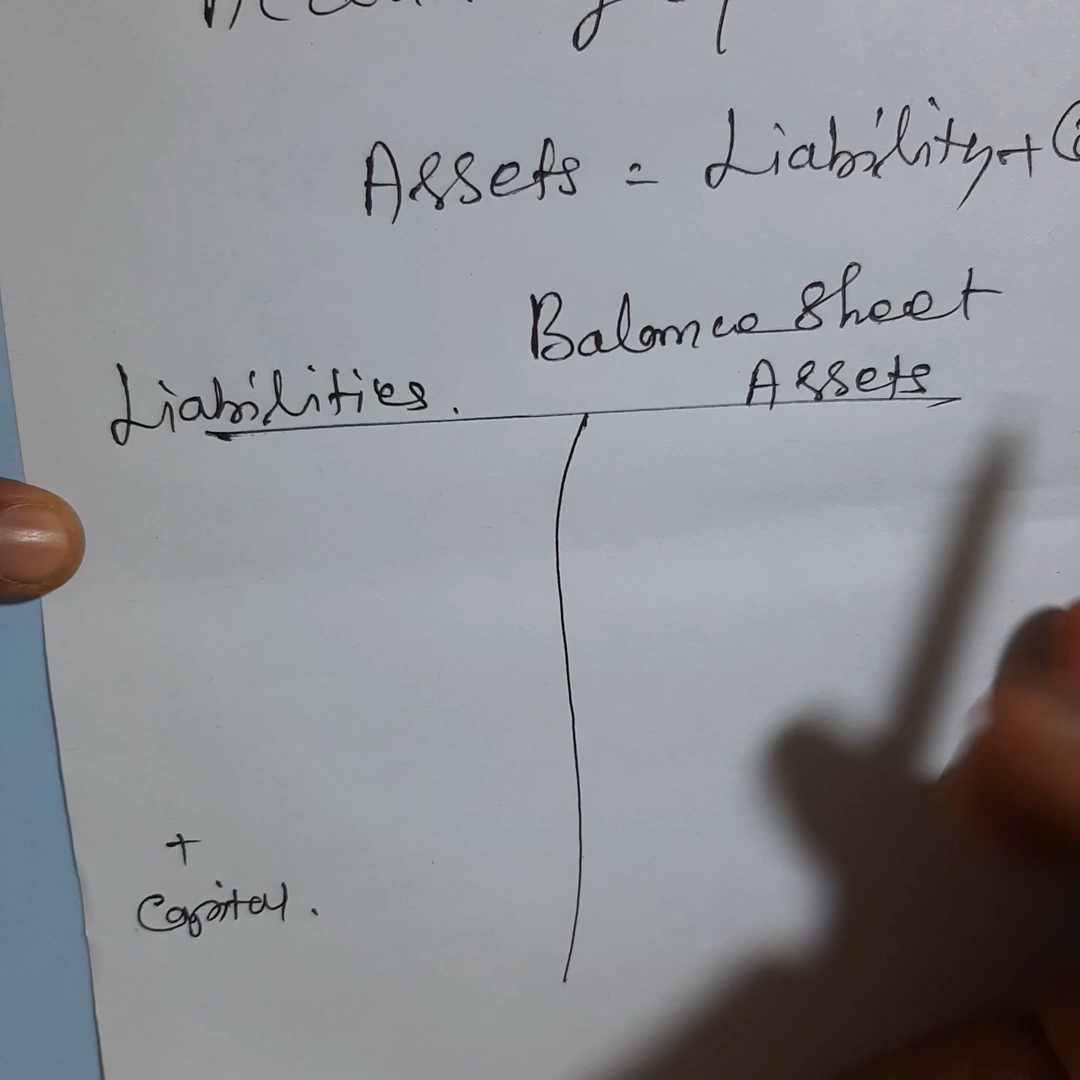 Assets = Liability +
Balance Sheet
Liabilities. Assets
+
Capital.